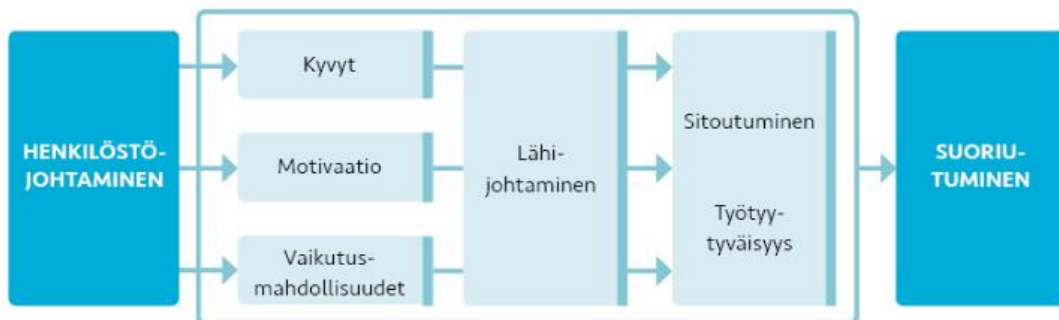 HENKILÖSTÖ-
JOHTAMINEN
Kyvyt
Motivaatio
Vaikutus-
mahdollisuudet
Lähi-
johtaminen
Sitoutuminen
Työtyy-
tyväisyys
SUORIU-
TUMINEN